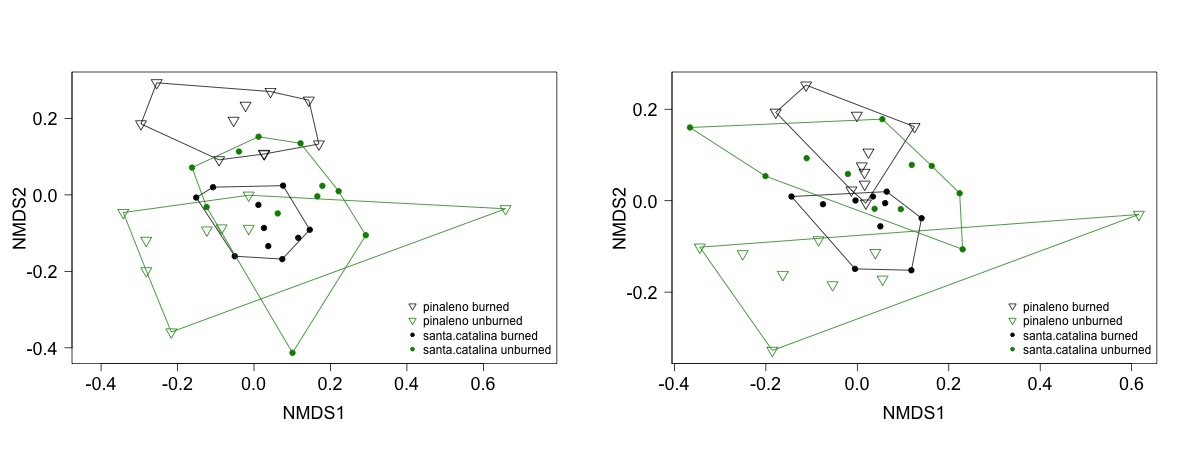 0.2
0.0
-0.2
-0.4
NMDS2
-0.4 -0.2 0.0 0.2 0.4 0.6
NMDS1
pinaleno burned
pinaleno unburned
santa.catalina burned
santa.catalina unburned
0.2
0.0
-0.2
NMDS2
-0.4 -0.2 0.0 0.2 0.4 0.6
NMDS1
pinaleno burned
pinaleno unburned
santa.catalina burned
santa.catalina unburned